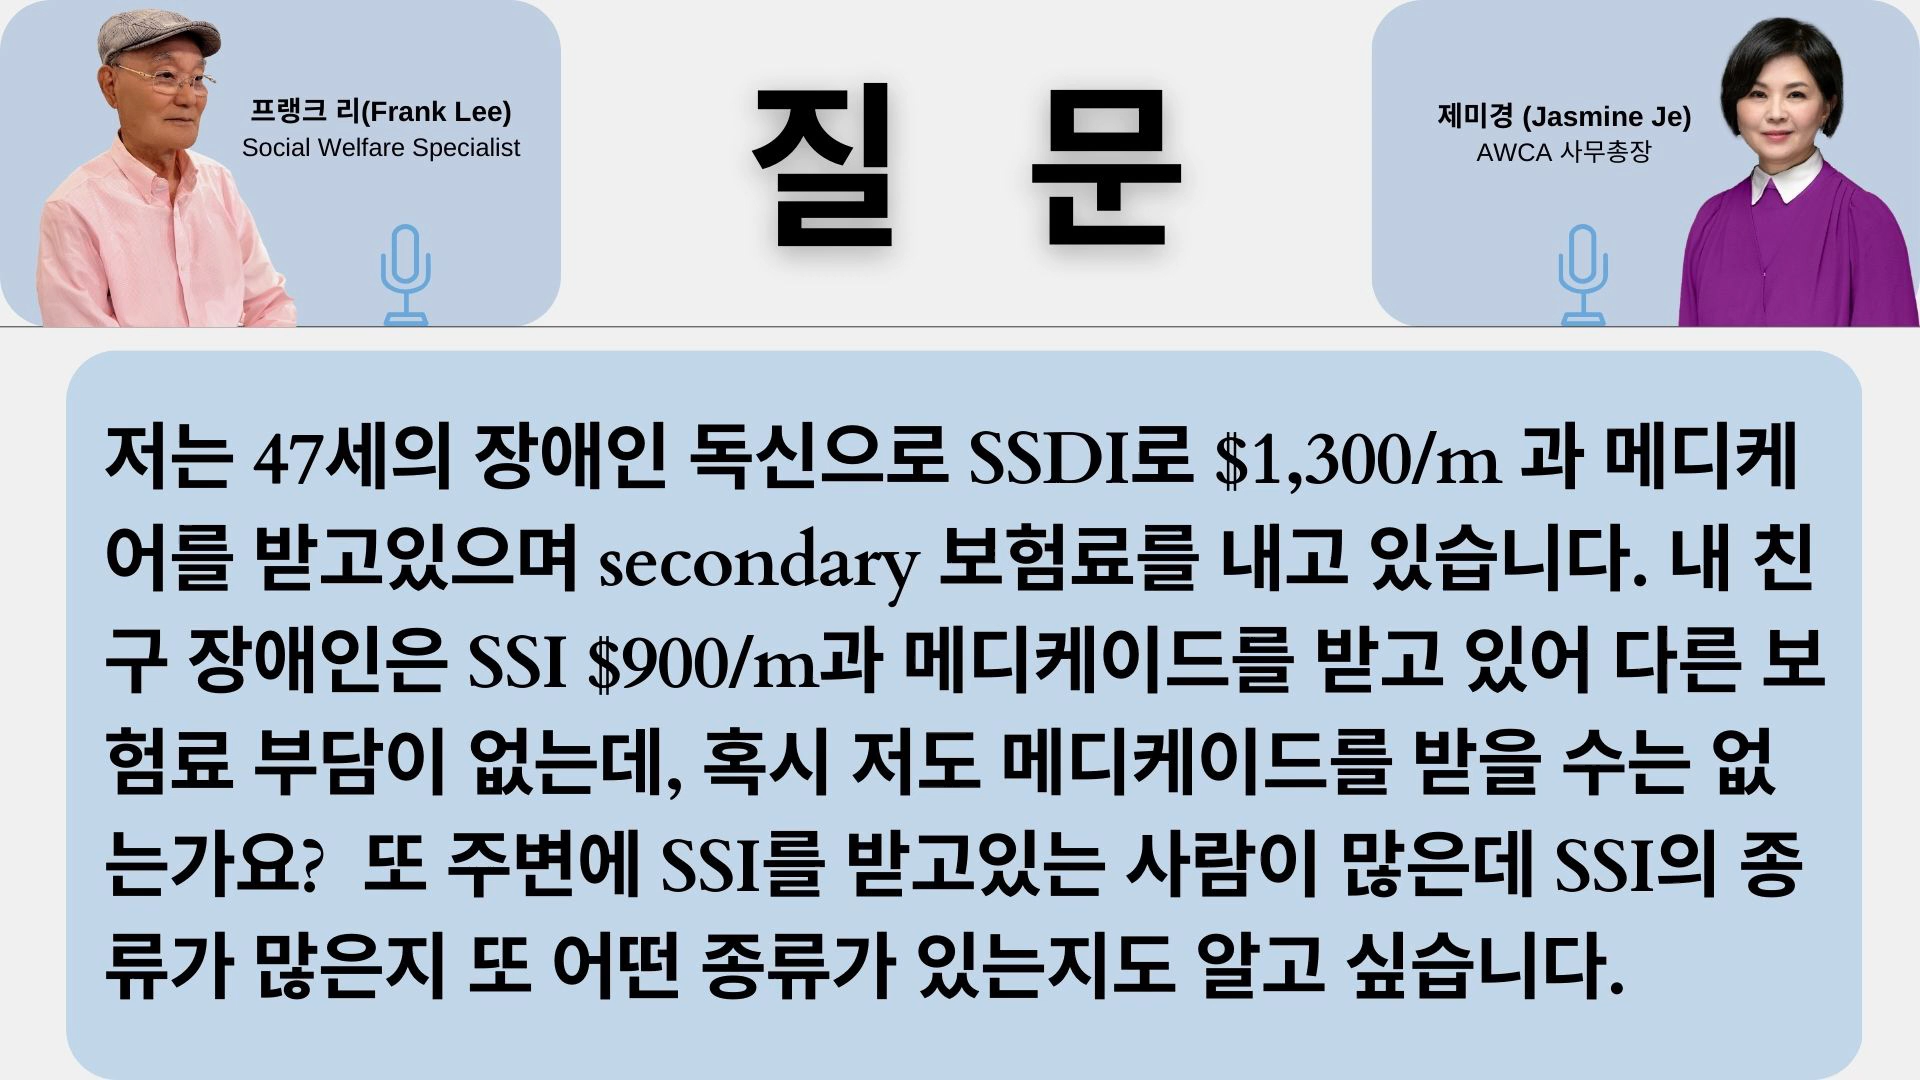 프랭크 리(Frank Lee)
Social Welfare Specialist
질 문
제미경 (Jasmine Je)
AWCA 사무총장
저는 47세의 장애인 독신으로 SSDI로 $1,300/m 과 메디케
어를 받고있으며 secondary 보험료를 내고 있습니다. 내 친
구 장애인은 SSI $900/m과 메디케이드를 받고 있어 다른 보
험료 부담이 없는데, 혹시 저도 메디케이드를 받을 수는 없
는가요?  또 주변에 SSI를 받고있는 사람이 많은데 SSI의 종
류가 많은지 또 어떤 종류가 있는지도 알고 싶습니다.